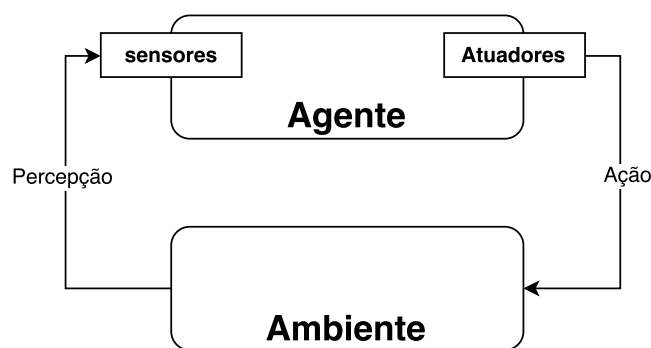 sensores
Atuadores
Agente
Percepção
Ação
Ambiente